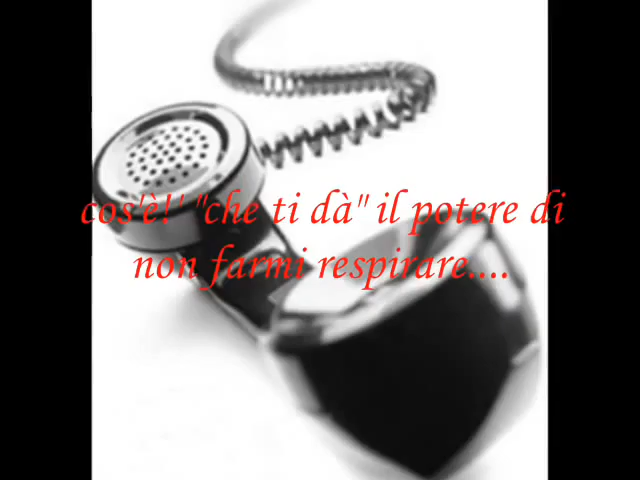 cos'è!' "che ti dà" il potere di
non farmi respirare....